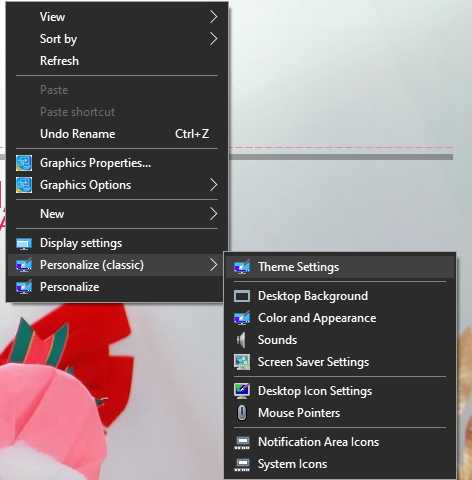 View
Sort by
Refresh
Paste
Paste shortcut
Undo Rename Ctrl+Z
Graphics Properties...
Graphics Options
New
Display settings
Personalize (classic)
Personalize
Theme Settings
Desktop Background
Color and Appearance
Sounds
Screen Saver Settings
Desktop Icon Settings
Mouse Pointers
Notification Area Icons
System Icons